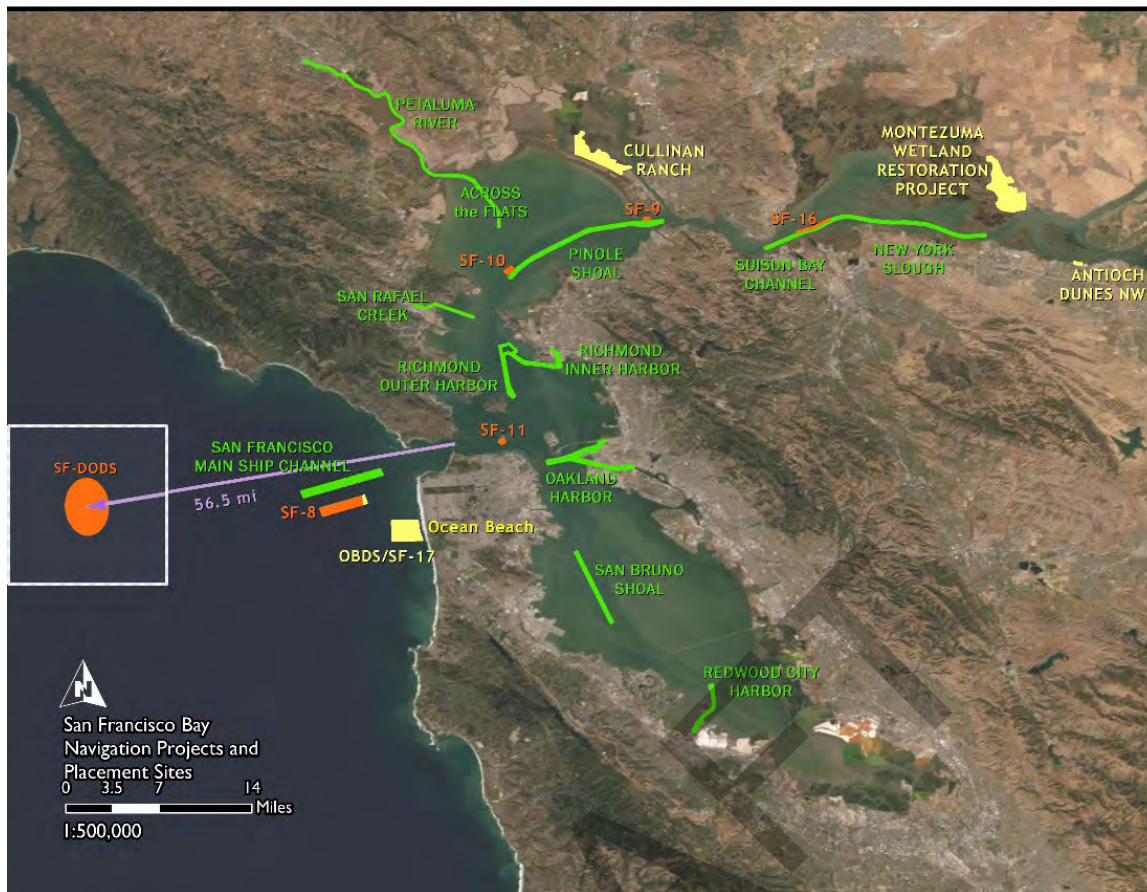 PETALUMA
RIVER
CULLINAN
RANCH
MONTEZUMA
WETLAND
RESTORATION
PROJECT
ACROSS
the FLATS
SF-9
SF-16
SF-10
PINOLE
SHOAL
SUISUN BAY
CHANNEL
NEW YORK
SLOUGH
ANTIOCH
DUNES NW
SAN RAFAEL
CREEK
RICHMOND
OUTER HARBOR
RICHMOND
INNER HARBOR
SF-11
SAN FRANCISCO
MAIN SHIP CHANNEL
SF-DODS
56.5 mi
SF-8
OAKLAND
HARBOR
Ocean Beach
OBDS/SF-17
SAN BRUNO
SHOAL
REDWOOD CITY
HARBOR
N
San Francisco Bay
Navigation Projects and
Placement Sites
0 3.5 7 14
Miles
1:500,000